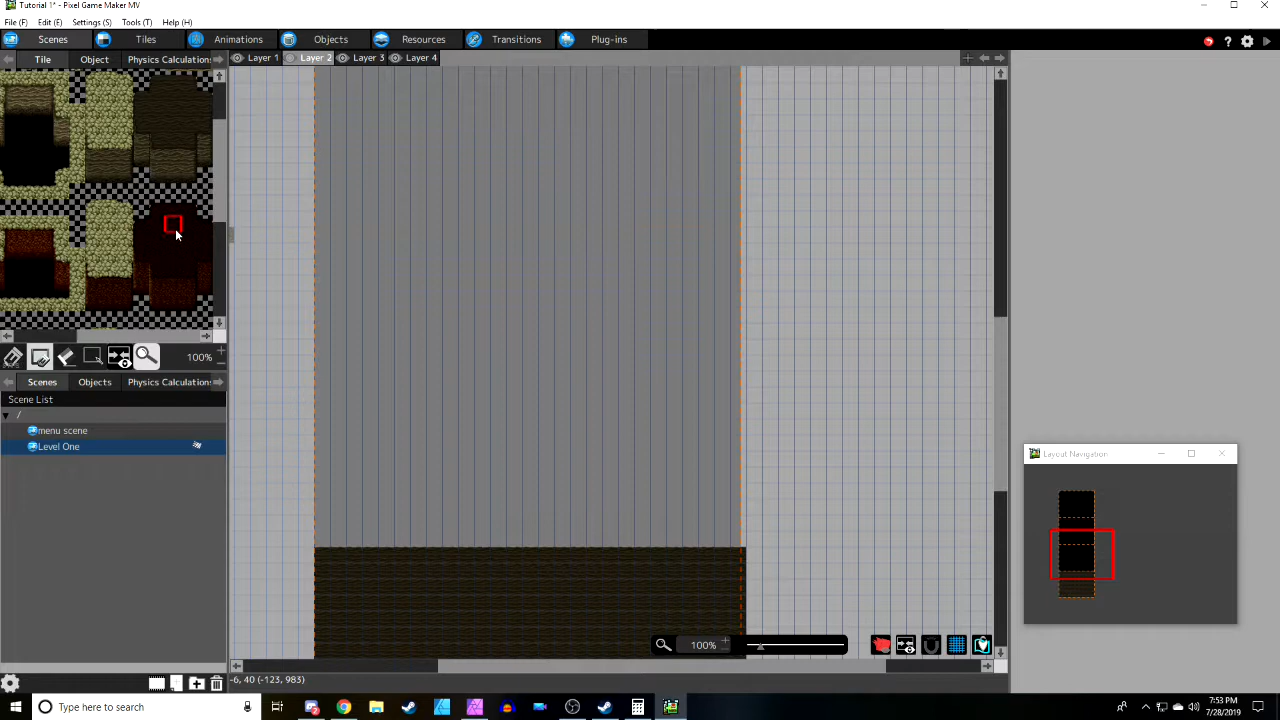 Tutorial 1* - Pixel Game Maker MV
File (F) Edit (E) Settings (S) Tools (T) Help (H)
Scenes Tiles Animations Objects Resources Transitions Plug-ins
Tile Object Physics Calculation
Layer 1 Layer 2 Layer 3 Layer 4
100%
Scenes Objects Physics Calculation
Scene List
/
menu scene
Level One
Layout Navigation
100%
-6, 40 (-123, 983)
Type here to search
7:53 PM
7/28/2019